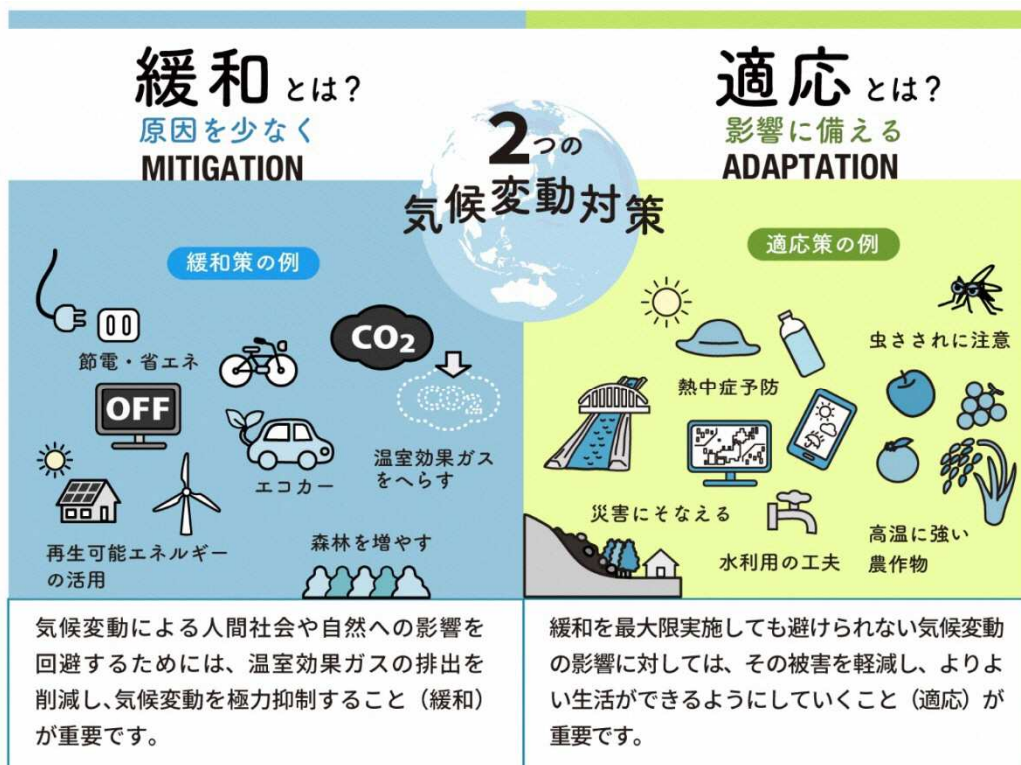 緩和とは？
原因を少なく
MITIGATION
2つの
気候変動対策
適応とは？
影響に備える
ADAPTATION
緩和策の例
節電・省エネ
OFF
CO₂
CO₂
エコカー
温室効果ガス
をへらす
再生可能エネルギー
の活用
森林を増やす
適応策の例
虫さされに注意
熱中症予防
災害にそなえる
水利用の工夫
高温に強い
農作物
気候変動による人間社会や自然への影響を
回避するためには、温室効果ガスの排出を
削減し、気候変動を極力抑制すること（緩和）
が重要です。
緩和を最大限実施しても避けられない気候変動
の影響に対しては、その被害を軽減し、よりよ
い生活ができるようにしていくこと（適応）が
重要です。